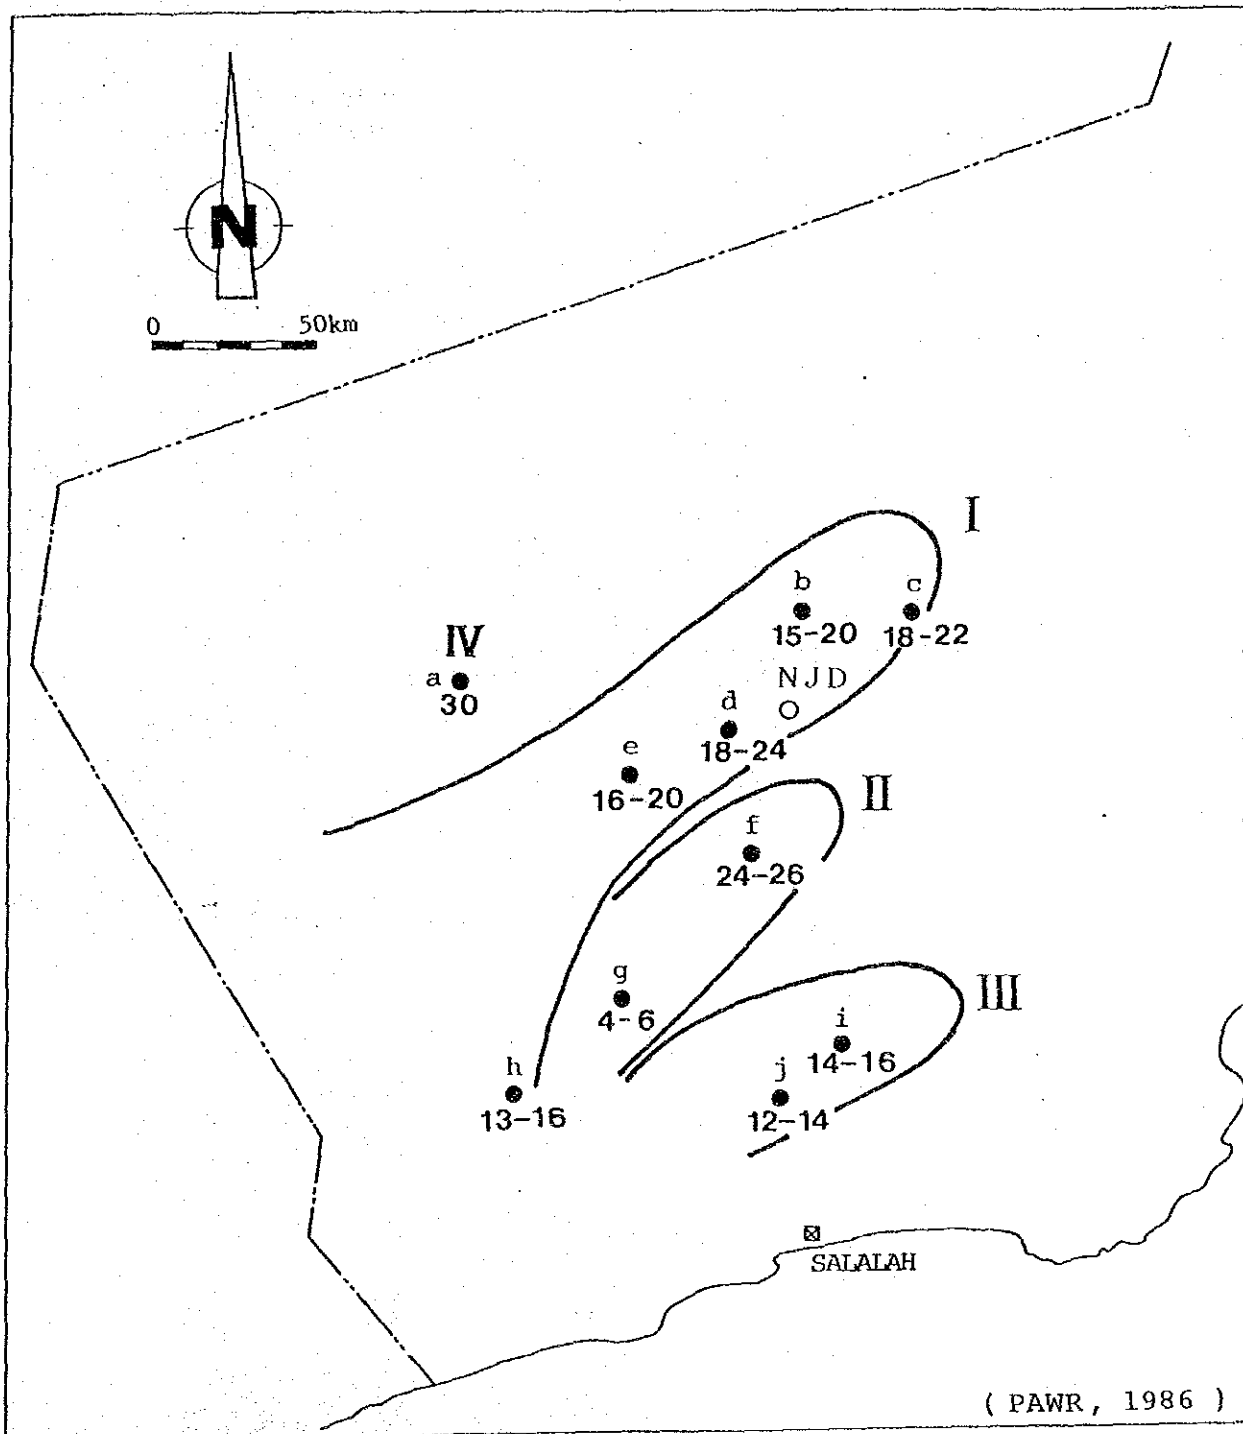 N
0 50km
I
b
15-20
c
18-22
IV
a
30
NJD
d
18-24
e
16-20
II
f
24-26
g
4-6
III
i
14-16
h
13-16
j
12-14
SALALAH
( PAWR, 1986 )